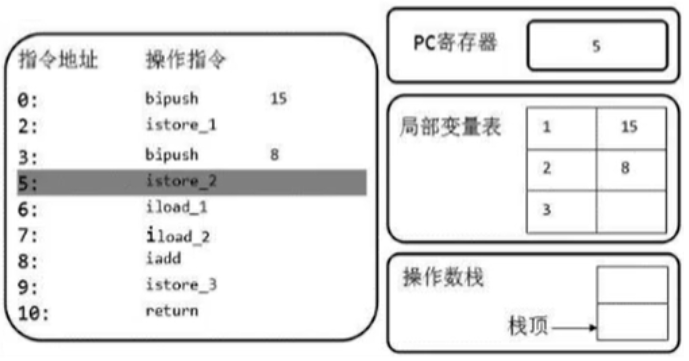 指令地址 操作指令
0: bipush 15
2: istore_1
3: bipush 8
5: istore_2
6: iload_1
7: iload_2
8: iadd
9: istore_3
10: return
PC寄存器 5
局部变量表 1 15
2 8
3
操作数栈
栈顶